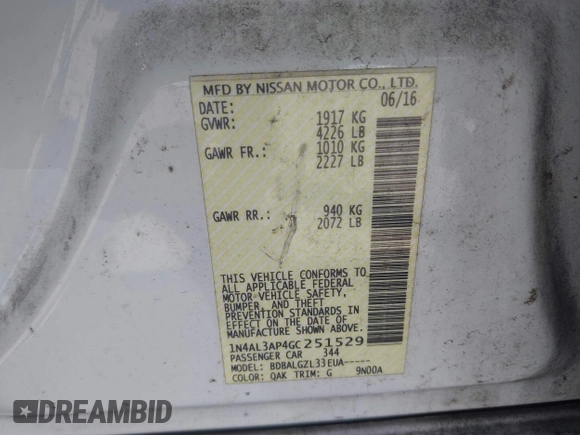 MFD BY NISSAN MOTOR CO., LTD.
DATE: 06/16
GVWR: 1917 KG
4226 LB
GAWR FR.: 1010 KG
2227 LB
GAWR RR.: 940 KG
2072 LB
THIS VEHICLE CONFORMS TO
ALL APPLICABLE FEDERAL
MOTOR VEHICLE SAFETY,
BUMPER, AND THEFT
PREVENTION STANDARDS IN
EFFECT ON THE DATE OF
MANUFACTURE SHOWN ABOVE.
1N4AL3AP4GC251529
PASSENGER CAR 344
MODEL: BDBALGZL33EUA-----
COLOR: QAK TRIM: G 9N00A
DREAMBID